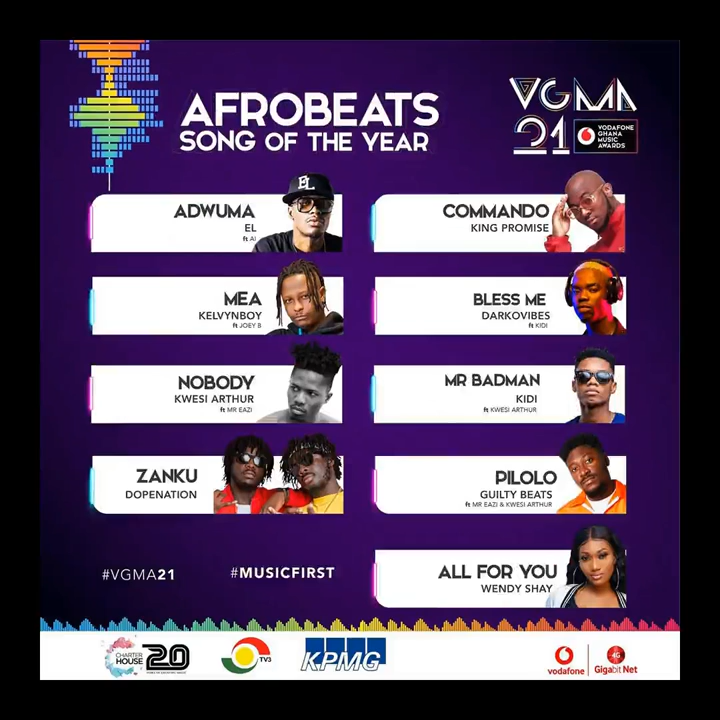 AFROBEATS
SONG OF THE YEAR
VGMA
21
VODAFONE
GHANA
MUSIC
AWARDS
EL
ADWUMA
EL
ft AI
COMMANDO
KING PROMISE
MEA
KELVYNBOY
ft JOEY B
BLESS ME
DARKOVIBES
ft KIDI
NOBODY
KWESI ARTHUR
ft MR EAZI
MR BADMAN
KIDI
ft KWESI ARTHUR
ZANKU
DOPENATION
PILOLO
GUILTY BEATS
ft MR EAZI & KWESI ARTHUR
ALL FOR YOU
WENDY SHAY
#VGMA21
#MUSICFIRST
CHARTER
HOUSE
20
TV3
KPMG
vodafone
4G
Gigabit Net